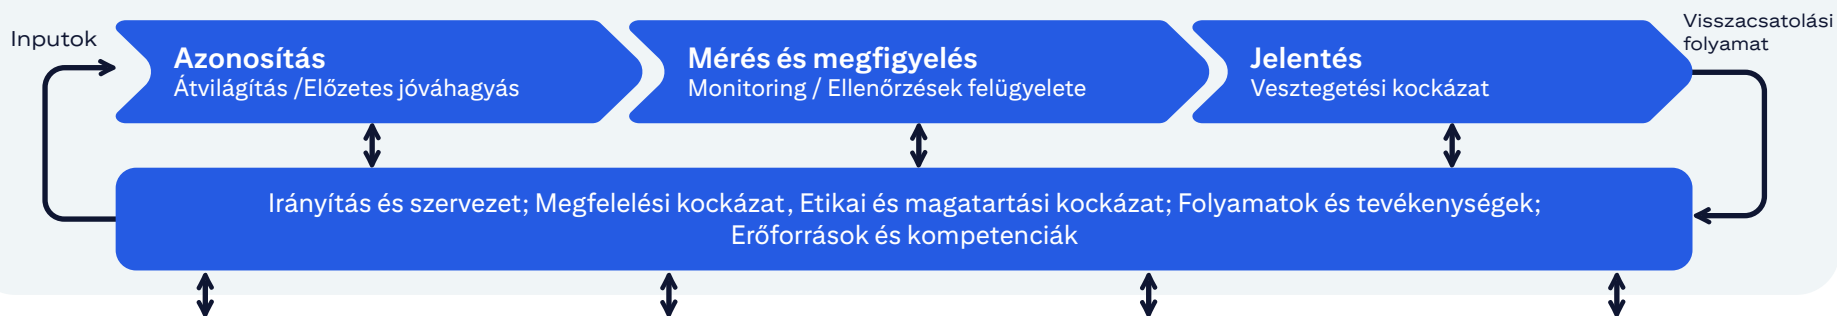 Inputok
Azonosítás
Átvilágítás /Előzetes jóváhagyás
Mérés és megfigyelés
Monitoring / Ellenőrzések felügyelete
Jelentés
Vesztegetési kockázat
Visszacsatolási
folyamat
Irányítás és szervezet; Megfelelési kockázat, Etikai és magatartási kockázat; Folyamatok és tevékenységek;
Erőforrások és kompetenciák